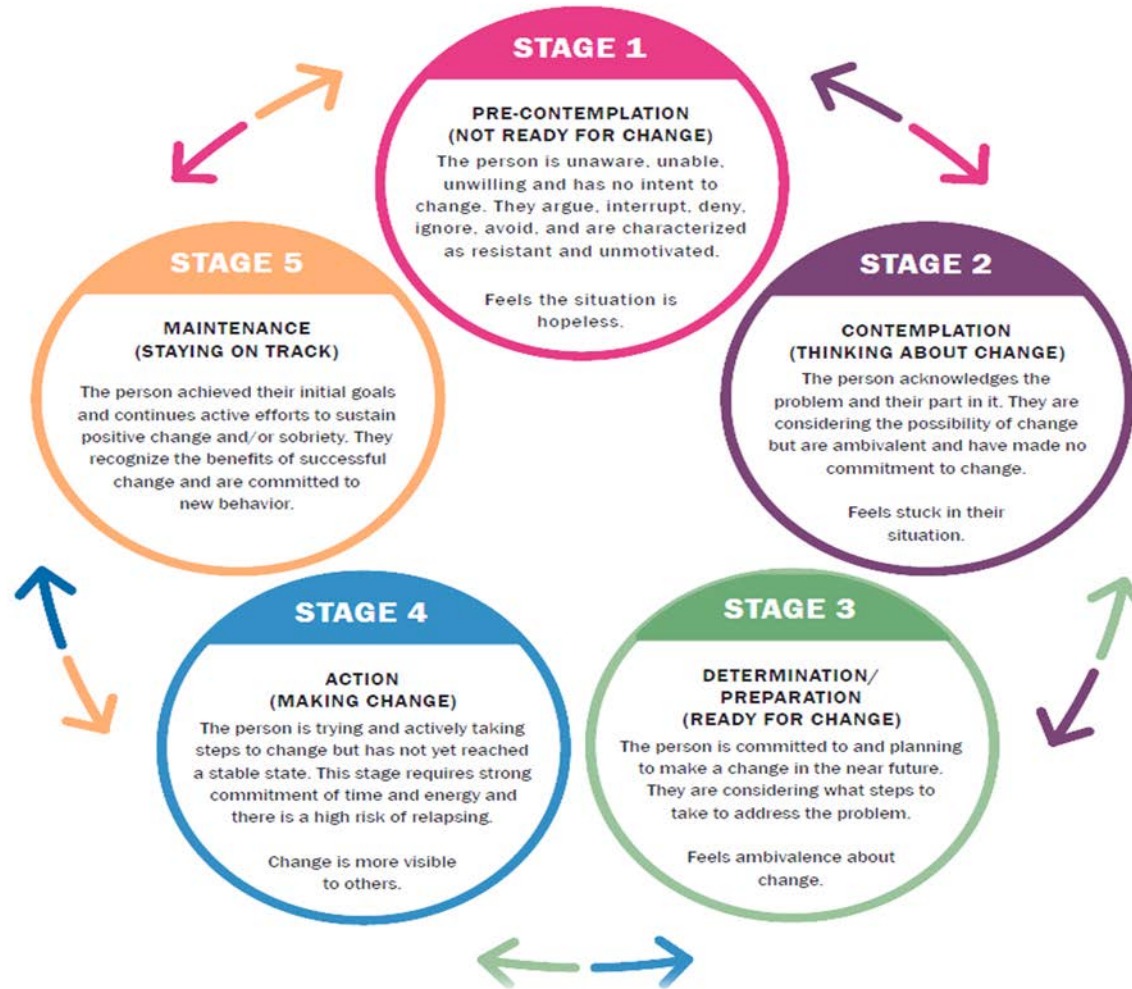 STAGE 1
PRE-CONTEMPLATION
(NOT READY FOR CHANGE)
The person is unaware, unable,
unwilling and has no intent to
change. They argue, interrupt, deny,
ignore, avoid, and are characterized
as resistant and unmotivated.
Feels the situation is
hopeless.
STAGE 2
CONTEMPLATION
(THINKING ABOUT CHANGE)
The person acknowledges the
problem and their part in it. They are
considering the possibility of change
but are ambivalent and have made no
commitment to change.
Feels stuck in their
situation.
STAGE 3
DETERMINATION/
PREPARATION
(READY FOR CHANGE)
The person is committed to and planning
to make a change in the near future.
They are considering what steps to
take to address the problem.
Feels ambivalence about
change.
STAGE 4
ACTION
(MAKING CHANGE)
The person is trying and actively taking
steps to change but has not yet reached
a stable state. This stage requires strong
commitment of time and energy and
there is a high risk of relapsing.
Change is more visible
to others.
STAGE 5
MAINTENANCE
(STAYING ON TRACK)
The person achieved their initial goals
and continues active efforts to sustain
positive change and/or sobriety. They
recognize the benefits of successful
change and are committed to
new behavior.